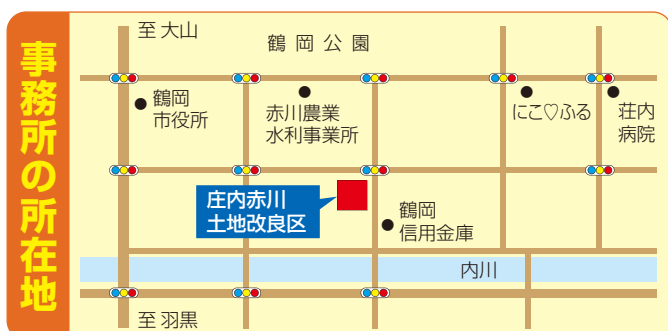 事務所の所在地
至 大山
鶴岡公園
鶴岡
市役所
赤川農業
水利事業所
にこ♡ふる
荘内
病院
庄内赤川
土地改良区
鶴岡
信用金庫
内川
至 羽黒